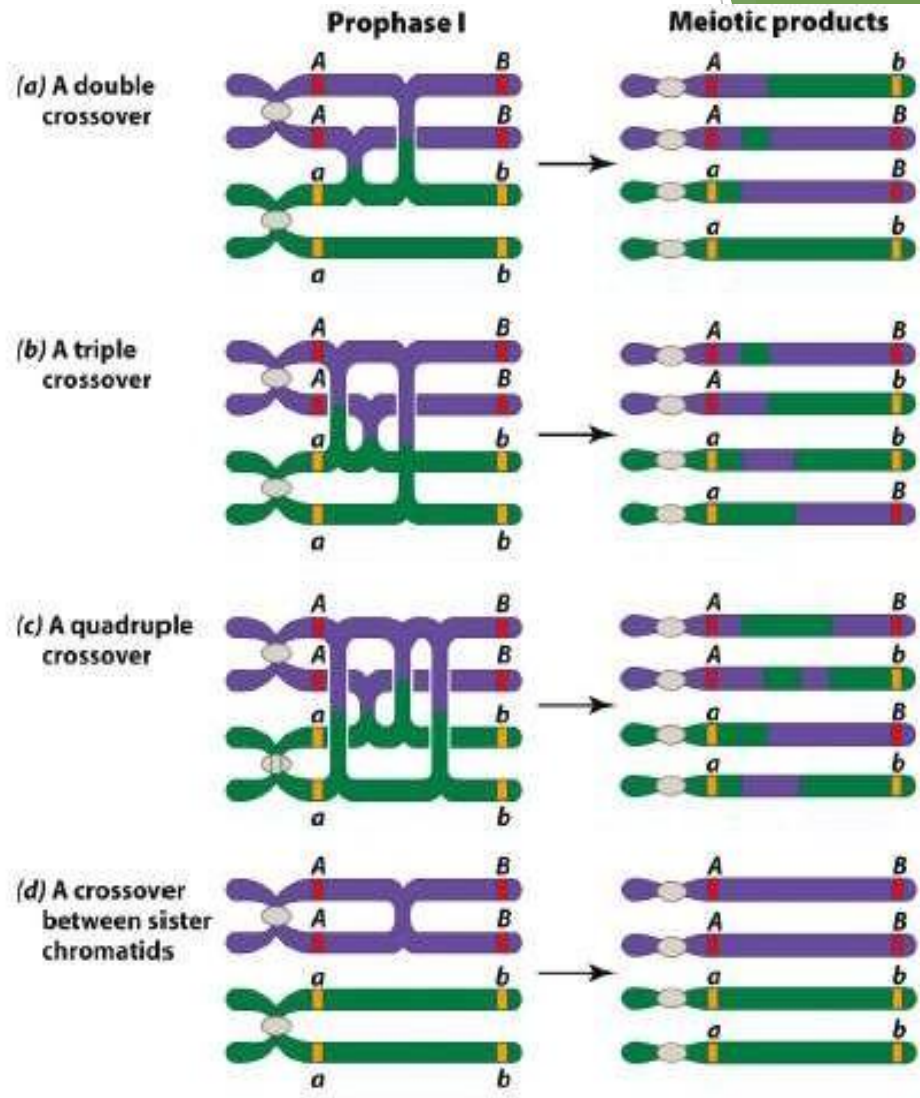 Prophase I Meiotic products
(a) A double
crossover
A B A b
A B A B
a b a B
a b a b
(b) A triple
crossover
A B A B
A B A b
a b a b
a b a B
(c) A quadruple
crossover
A B A B
A B A b
a b a B
a b a b
(d) A crossover
between sister
chromatids
A B A B
A B A B
a b a b
a b a b